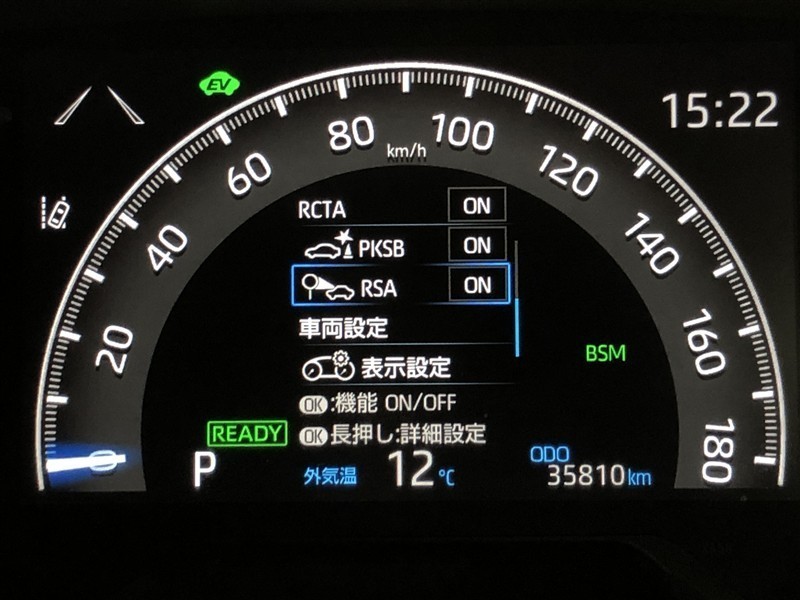 EV
15:22
0
20
40
60
80
100
120
140
160
180
km/h
RCTA ON
PKSB ON
RSA ON
車両設定
表示設定
OK:機能 ON/OFF
OK長押し:詳細設定
BSM
READY
P
外気温 12℃
ODO
35810km